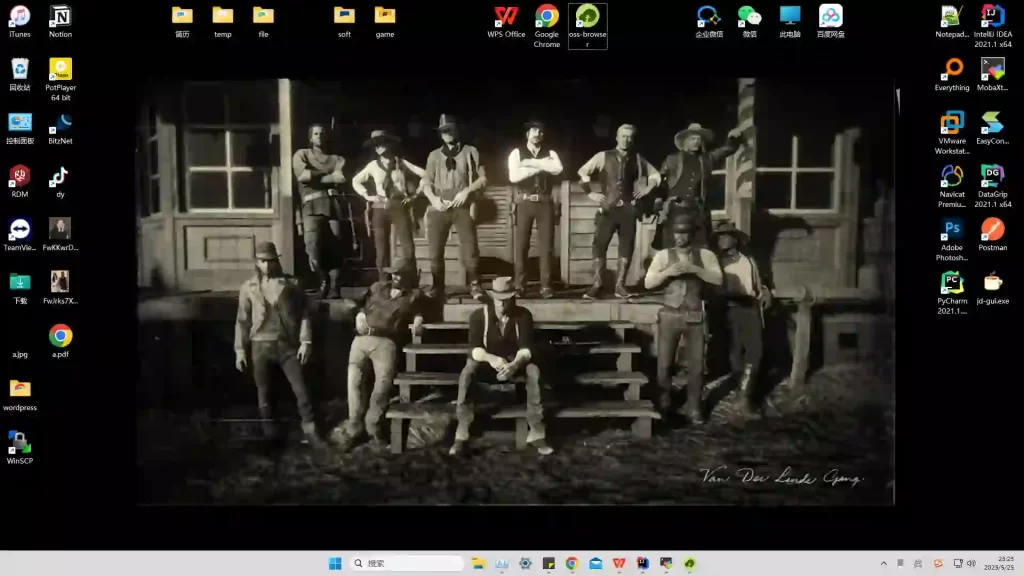 iTunes
Notion
简历
temp
file
soft
game
WPS Office
Google
Chrome
oss-browse
r
企业微信
微信
此电脑
百度网盘
Notepad...
IntelliJ IDEA
2021.1 x64
回收站
PotPlayer
64 bit
Everything
MobaXt...
控制面板
BitzNet
VMware
Workstat...
EasyCon...
RDM
dy
Navicat
Premiu...
DataGrip
2021.1 x64
TeamVie...
FwKKwrD...
Adobe
Photosh...
Postman
下载
FwJrks7X...
PyCharm
2021.1....
jd-gui.exe
a.jpg
a.pdf
wordpress
WinSCP
Van Der Linde Gang.
搜索
23:25
2023/5/25